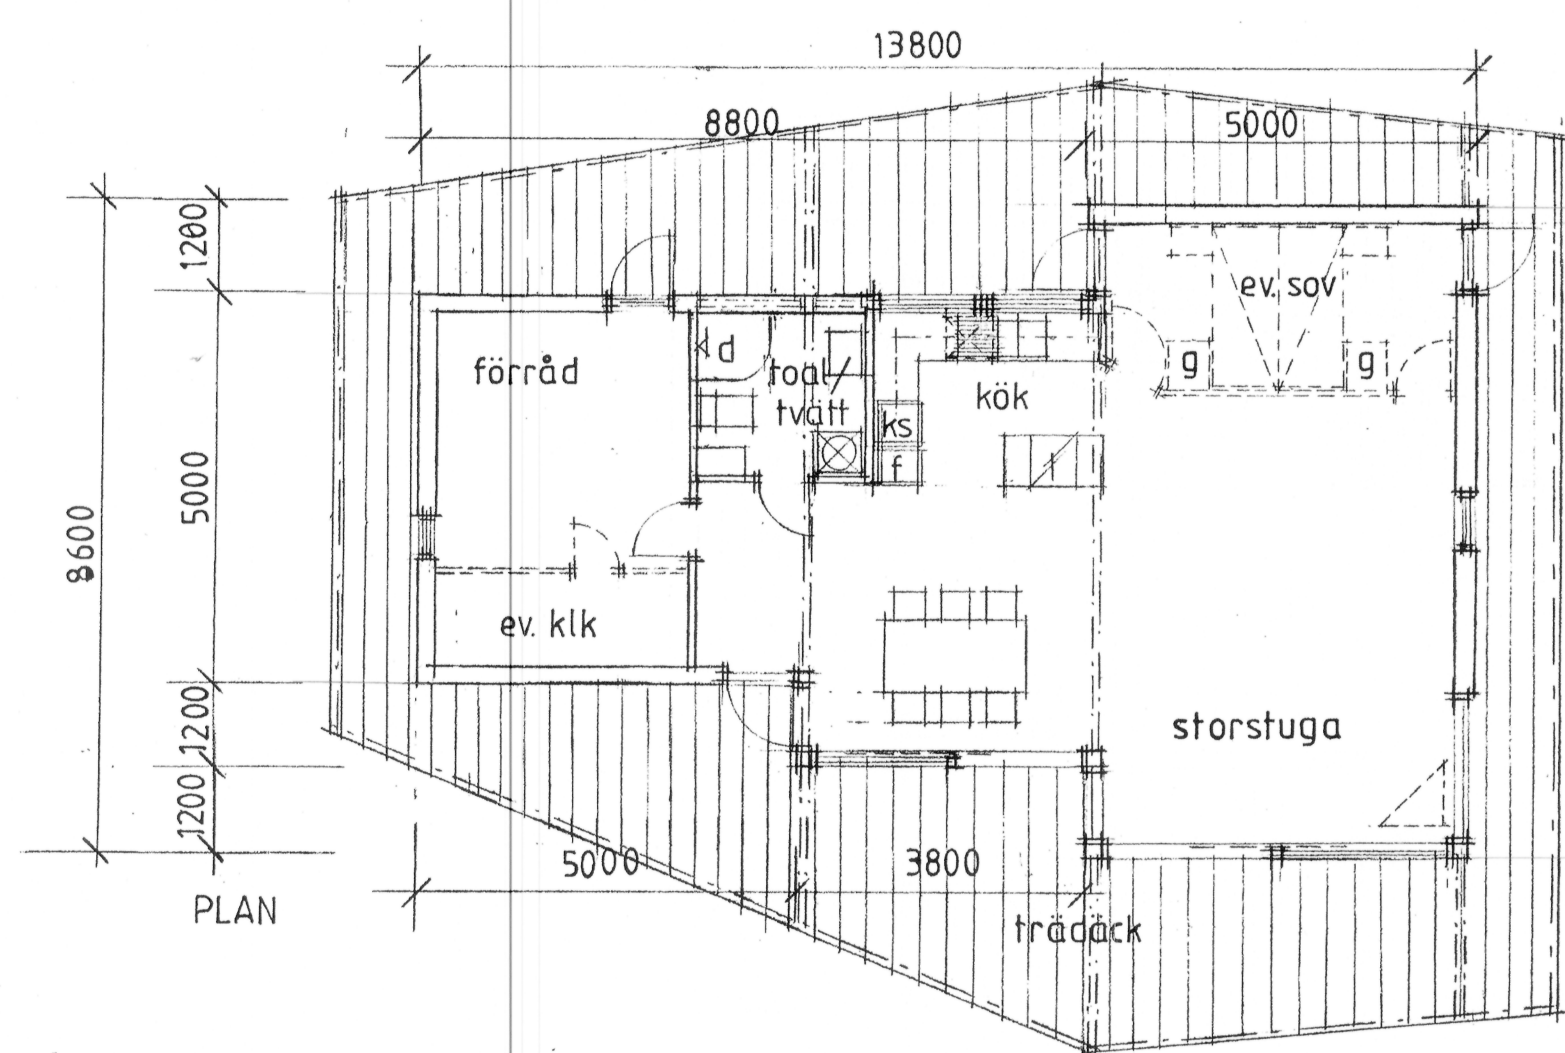 13800
8800
5000
1200
ev. sov
förråd
d
toal/
tvätt
kök
g
g
ks
f
5000
8600
ev. klk
1200
storstuga
1200
5000
3800
PLAN
trädäck